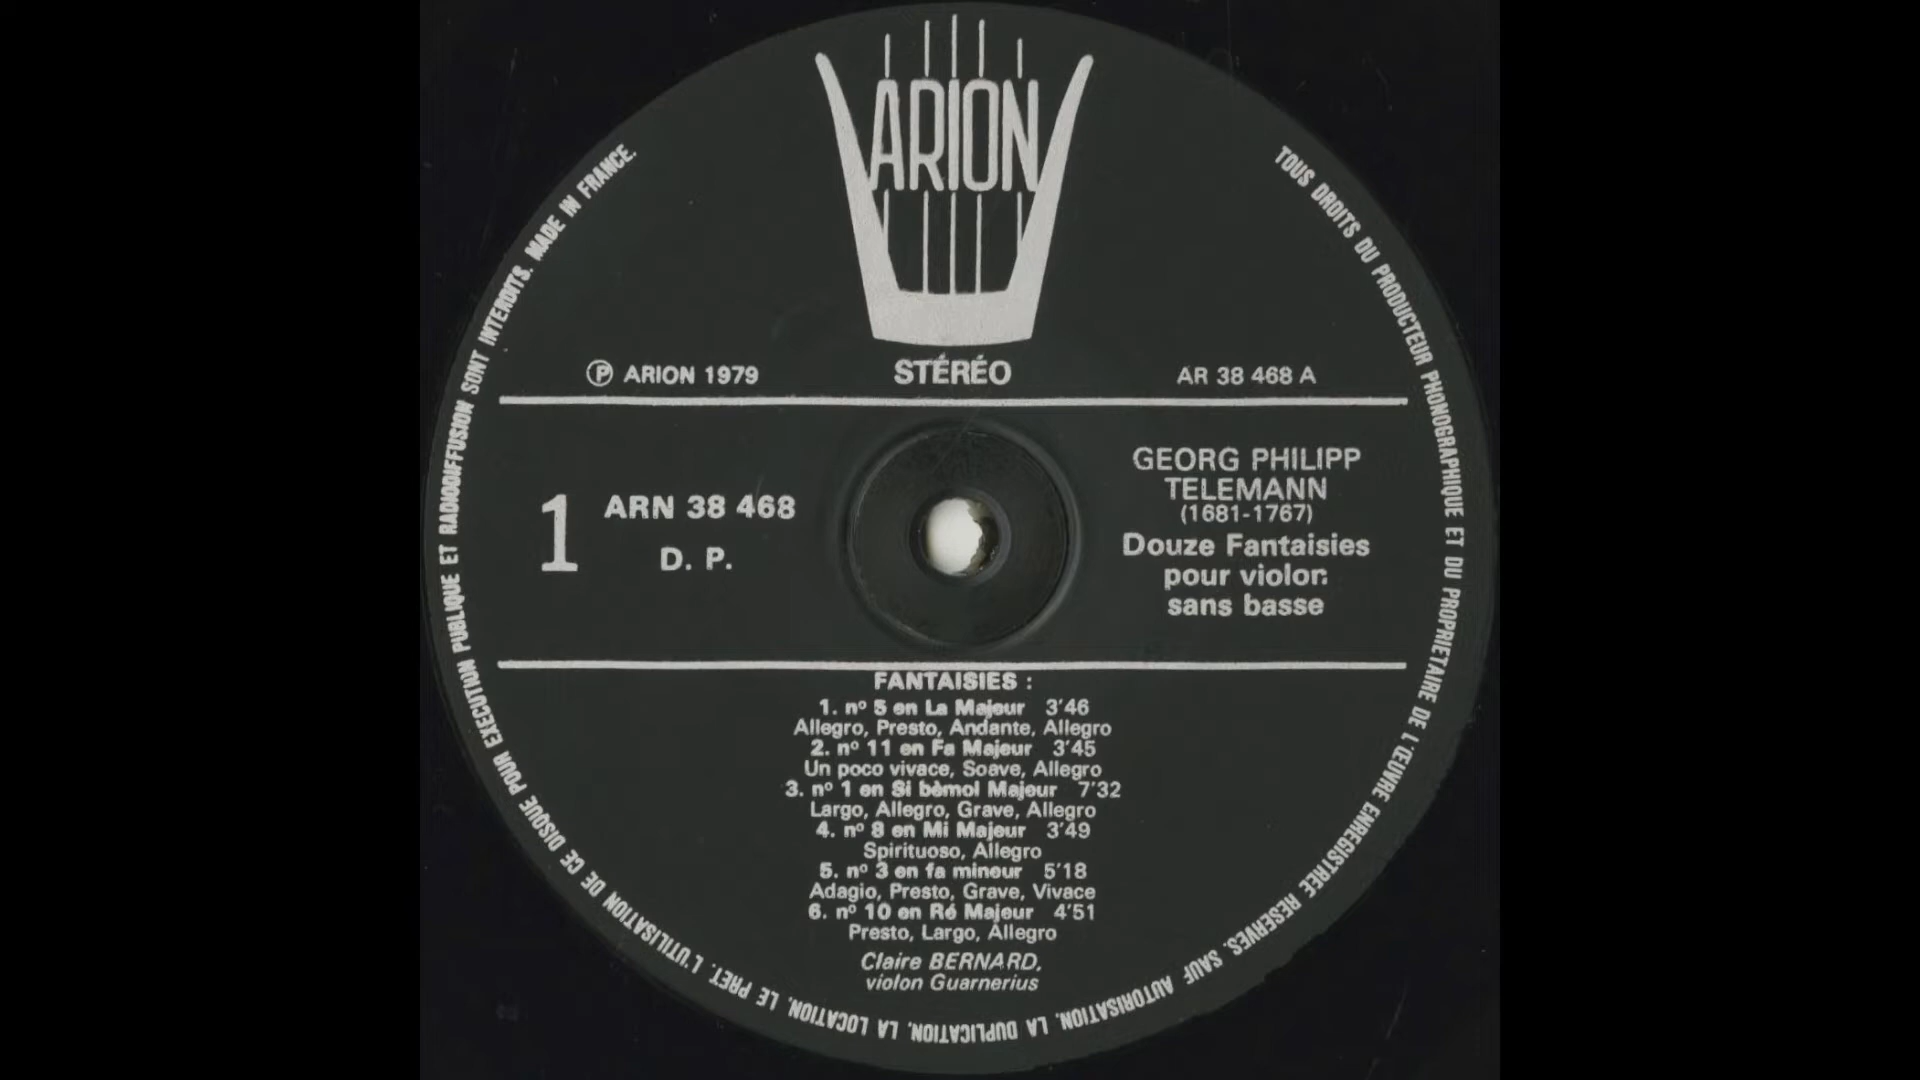 ARION
TOUS DROITS DU PRODUCTEUR PHONOGRAPHIQUE ET DU PROPRIETAIRE DE L'ŒUVRE ENREGISTREE RESERVES. SAUF AUTORISATION, LA DUPLICATION, LA LOCATION, LE PRET, L'UTILISATION DE CE DISQUE POUR EXECUTION PUBLIQUE ET RADIODIFFUSION SONT INTERDITS. MADE IN FRANCE.
Ⓟ ARION 1979
STÉRÉO
AR 38 468 A
1
ARN 38 468
D. P.
GEORG PHILIPP
TELEMANN
(1681-1767)
Douze Fantaisies
pour violon
sans basse
FANTAISIES :
1. nº 5 en La Majeur 3'46
Allegro, Presto, Andante, Allegro
2. nº 11 en Fa Majeur 3'45
Un poco vivace, Soave, Allegro
3. nº 1 en Si bèmol Majeur 7'32
Largo, Allegro, Grave, Allegro
4. nº 8 en Mi Majeur 3'49
Spirituoso, Allegro
5. nº 3 en fa mineur 5'18
Adagio, Presto, Grave, Vivace
6. nº 10 en Ré Majeur 4'51
Presto, Largo, Allegro
Claire BERNARD,
violon Guarnerius